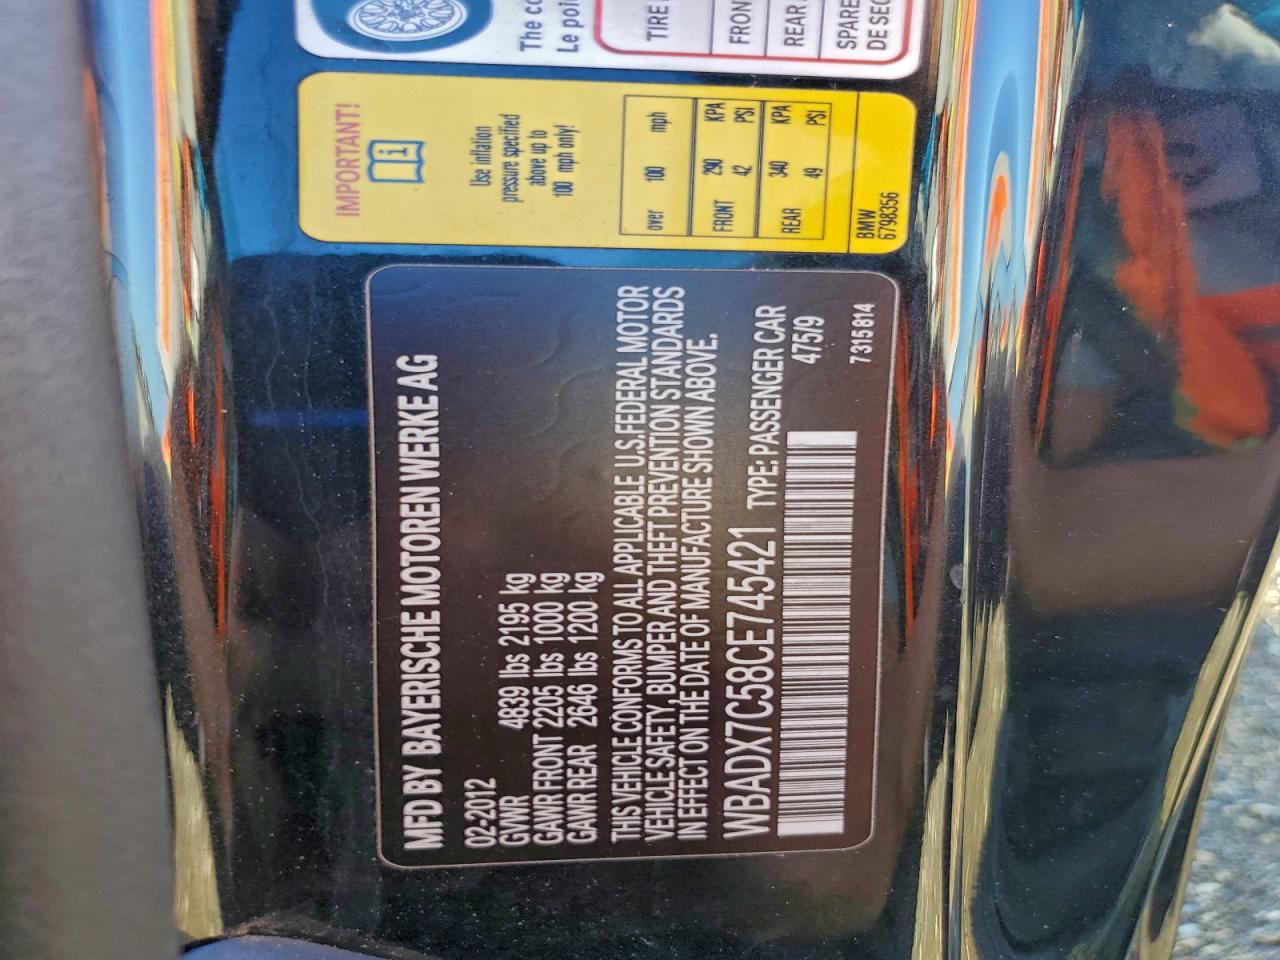 MFD BY BAYERISCHE MOTOREN WERKE AG
02-2012
GVWR 4839 lbs 2195 kg
GAWR FRONT 2205 lbs 1000 kg
GAWR REAR 2646 lbs 1200 kg
THIS VEHICLE CONFORMS TO ALL APPLICABLE U.S. FEDERAL MOTOR
VEHICLE SAFETY, BUMPER AND THEFT PREVENTION STANDARDS
IN EFFECT ON THE DATE OF MANUFACTURE SHOWN ABOVE.
WBADX7C58CE745421 TYPE: PASSENGER CAR
475/9
7315814
IMPORTANT!
i
Use inflation
pressure specified
above up to
100 mph only!
over 100 mph
FRONT 290 KPA
42 PSI
REAR 340 KPA
49 PSI
BMW
6798356
The
Le
TIRE
REAR
SPARE